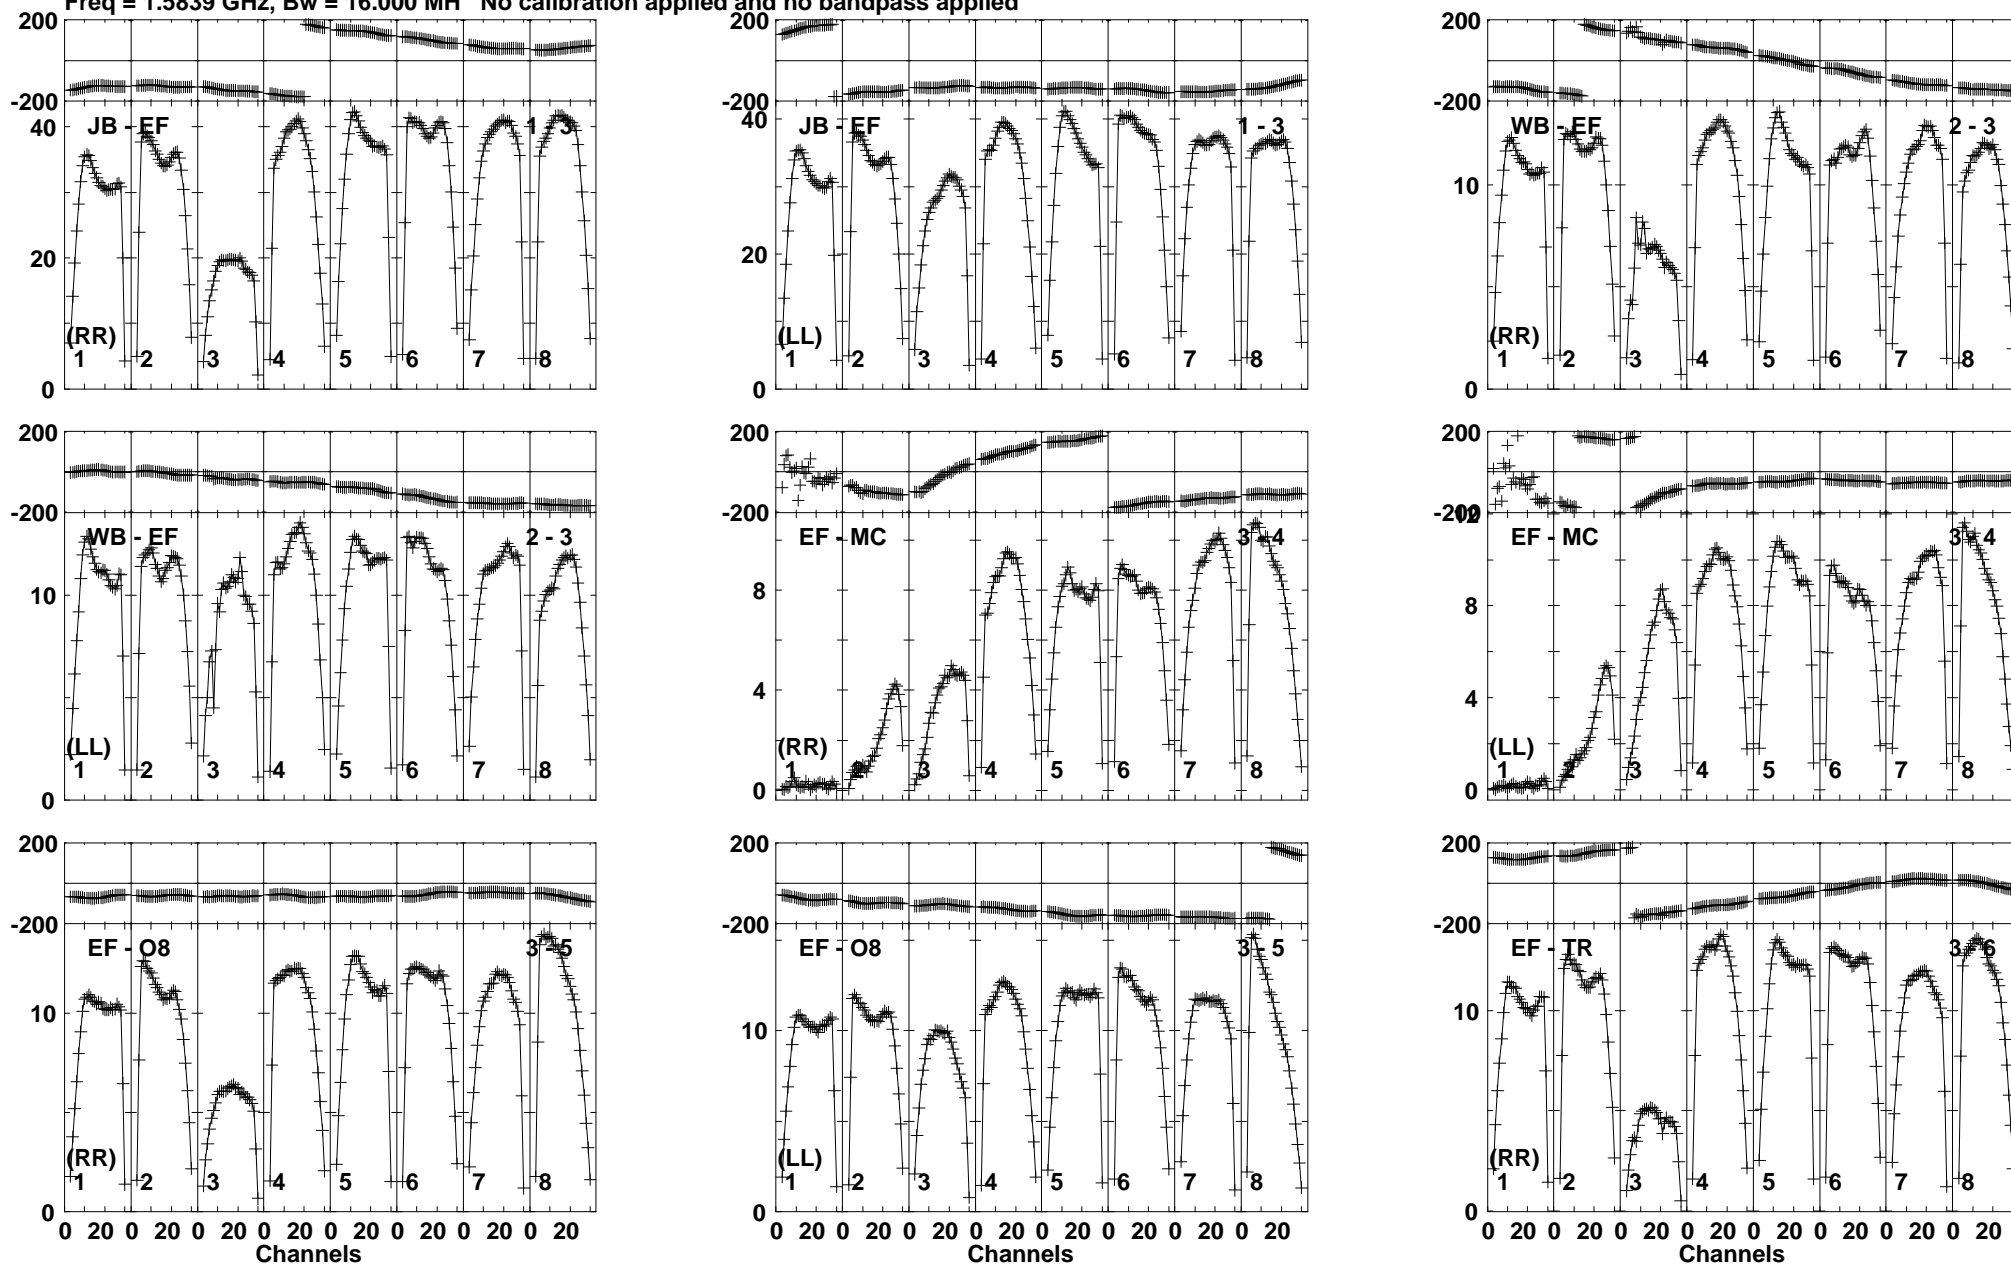 Freq = 1.5839 GHz, Bw = 16.000 MH No calibration applied and no bandpass applied
200 200 200
-200 -200 -200
40 JB - EF 1 - 3 40 JB - EF 1 - 3 WB - EF 2 - 3
10
20 20
(RR) (LL) (RR)
1 2 3 4 5 6 7 8 1 2 3 4 5 6 7 8 1 2 3 4 5 6 7 8
0 0 0
200 200 200
-200 -200 -200
12
WB - EF 2 - 3 EF - MC 3 - 4 EF - MC 3 - 4
10 8 8
4 4
(LL) (RR) (LL)
1 2 3 4 5 6 7 8 1 2 3 4 5 6 7 8 1 2 3 4 5 6 7 8
0 0 0
200 200 200
-200 -200 -200
EF - O8 3 - 5 EF - O8 3 - 5 EF - TR 3 - 6
10 10 10
(RR) (LL) (RR)
1 2 3 4 5 6 7 8 1 2 3 4 5 6 7 8 1 2 3 4 5 6 7 8
0 0 0
0 20 0 20 0 20 0 20 0 20 0 20 0 20 0 20 0 20 0 20 0 20 0 20 0 20 0 20 0 20 0 20 0 20 0 20 0 20 0 20 0 20 0 20 0 20 0 20
Channels Channels Channels